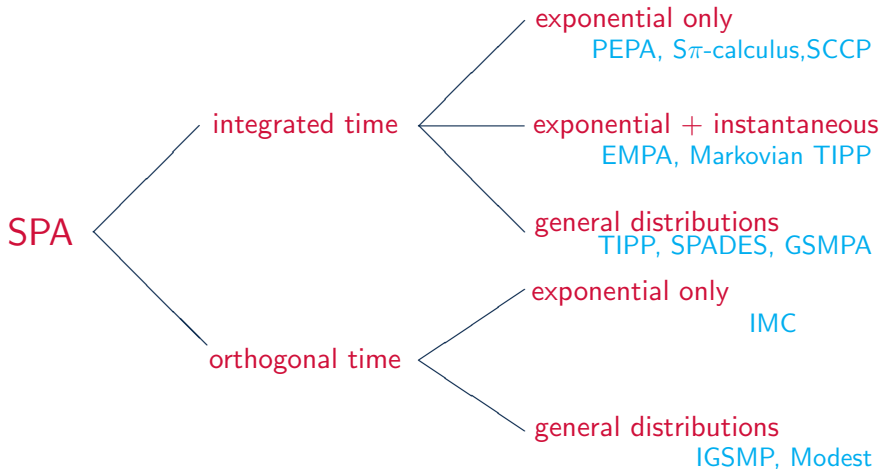 exponential only
PEPA, Sπ-calculus,SCCP
integrated time
exponential + instantaneous
EMPA, Markovian TIPP
SPA
general distributions
TIPP, SPADES, GSMPA
exponential only
IMC
orthogonal time
general distributions
IGSMP, Modest